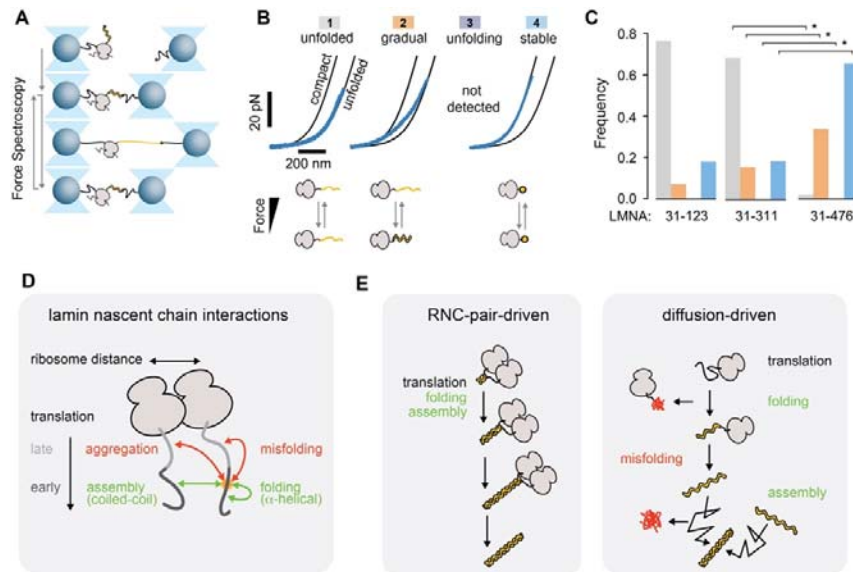 A
Force Spectroscopy
B
1 2 3 4
unfolded gradual unfolding stable
compact
unfolded
not
detected
20 pN
200 nm
Force
C
* 
*
*
Frequency
0.8
0.6
0.4
0.2
0.0
LMNA: 31-123 31-311 31-476
D
lamin nascent chain interactions
ribosome distance
translation
late
early
aggregation
misfolding
assembly
(coiled-coil)
folding
(α-helical)
E
RNC-pair-driven
translation
folding
assembly
diffusion-driven
translation
folding
misfolding
assembly